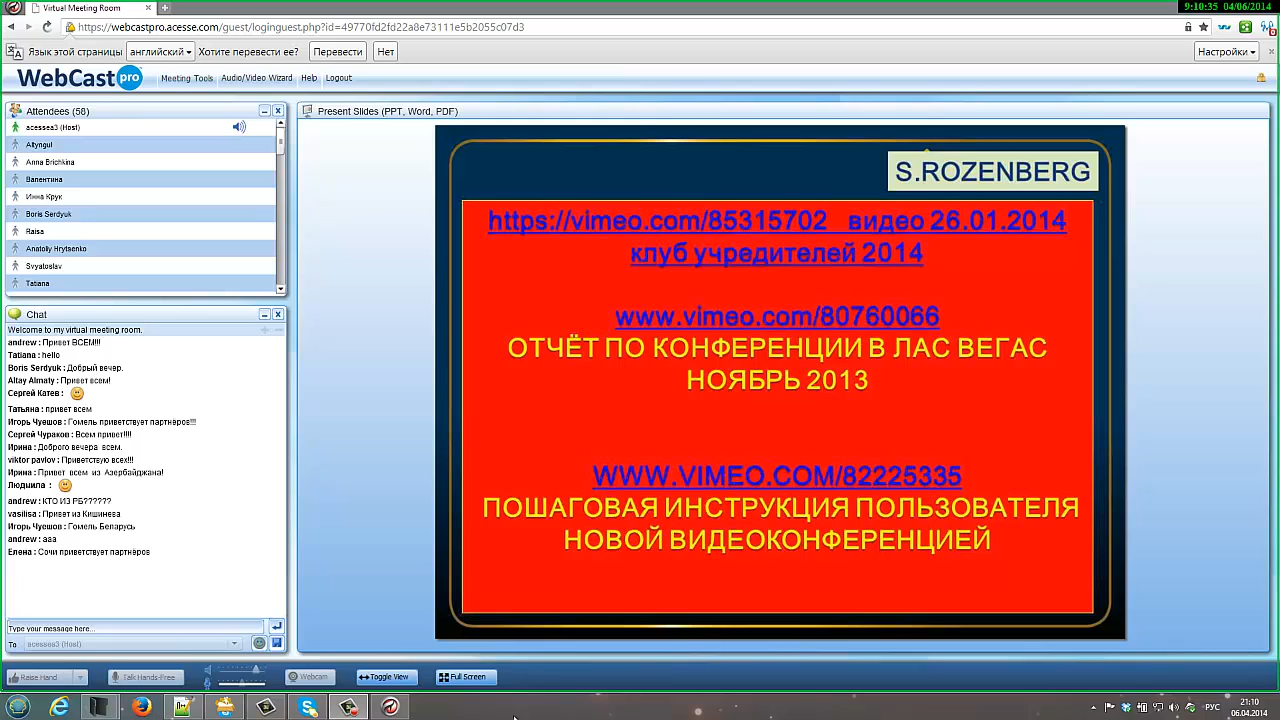 Virtual Meeting Room
9:10:35 04/06/2014
https://webcastpro.acesse.com/guest/loginguest.php?id=49770fd2fd22a8e73111e5b2055c07d3
Язык этой страницы английский Хотите перевести ее? Перевести Нет Настройки
WebCast pro Meeting Tools Audio/Video Wizard Help Logout
Attendees (58)
acessea3 (Host)
Altyngul
Anna Brichkina
Валентина
Инна Крук
Boris Serdyuk
Raisa
Anatoliy Hrytsenko
Svyatoslav
Tatiana
Chat
Welcome to my virtual meeting room.
andrew : Привет ВСЕМ!!!
Tatiana : hello
Boris Serdyuk : Добрый вечер.
Altay Almaty : Привет всем!
Сергей Катев :
Татьяна : привет всем
Игорь Чуешов : Гомель приветствует партнёров!!!
Сергей Чураков : Всем привет!!!!
Ирина : Доброго вечера всем.
viktor pavlov : Приветствую всех!!!
Ирина : Привет всем из Азербайджана!
Людмила :
andrew : КТО ИЗ РБ??????
vasilisa : Привет из Кишинева
Игорь Чуешов : Гомель Беларусь
andrew : ааа
Елена : Сочи приветствует партнёров
Type your message here...
To acessea3 (Host)
Present Slides (PPT, Word, PDF)
S.ROZENBERG
https://vimeo.com/85315702 видео 26.01.2014
клуб учредителей 2014
www.vimeo.com/80760066
ОТЧЁТ ПО КОНФЕРЕНЦИИ В ЛАС ВЕГАС
НОЯБРЬ 2013
WWW.VIMEO.COM/82225335
ПОШАГОВАЯ ИНСТРУКЦИЯ ПОЛЬЗОВАТЕЛЯ
НОВОЙ ВИДЕОКОНФЕРЕНЦИЕЙ
Raise Hand Talk Hands-Free Webcam Toggle View Full Screen
РУС
21:10
06.04.2014